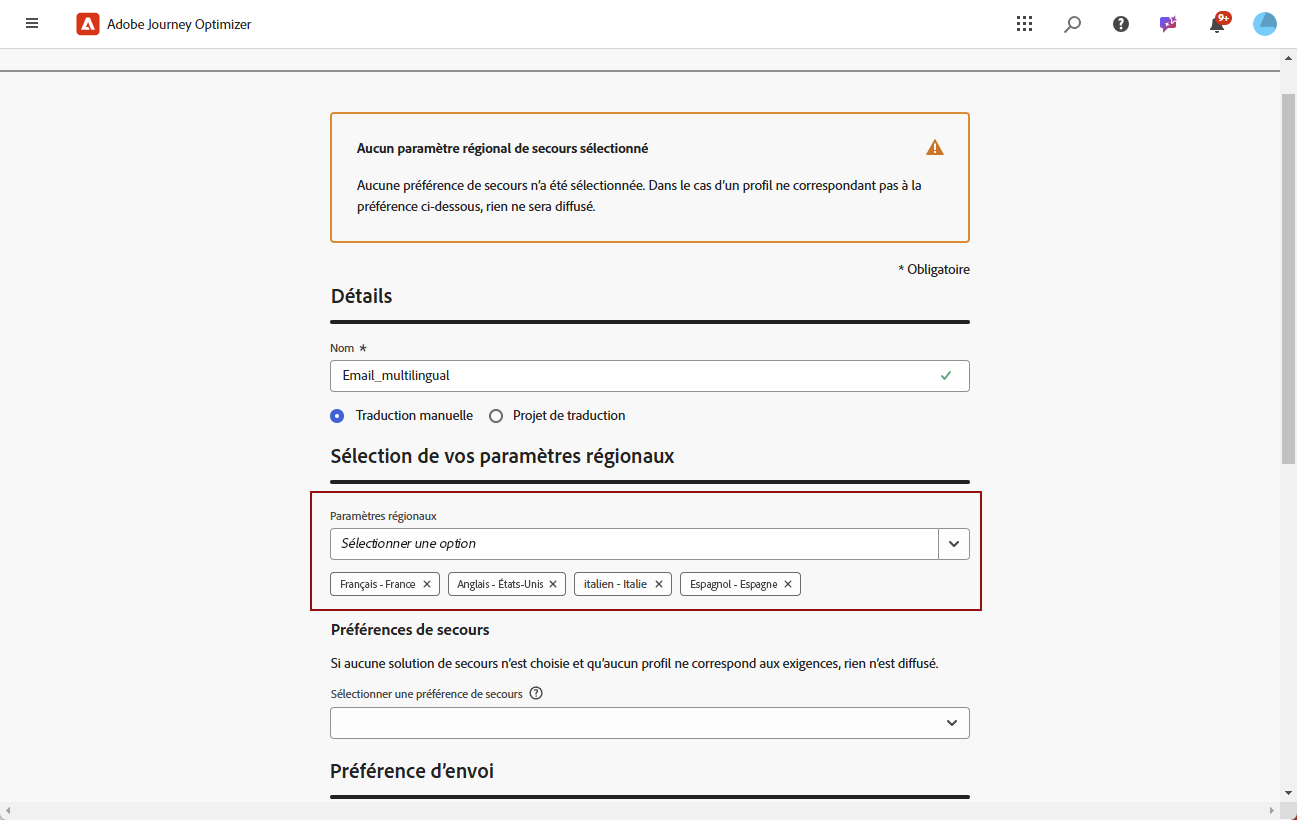 Adobe Journey Optimizer
9+
Aucun paramètre régional de secours sélectionné
Aucune préférence de secours n'a été sélectionnée. Dans le cas d'un profil ne correspondant pas à la
préférence ci-dessous, rien ne sera diffusé.
* Obligatoire
Détails
Nom *
Email_multilingual
Traduction manuelle Projet de traduction
Sélection de vos paramètres régionaux
Paramètres régionaux
Sélectionner une option
Français - France Anglais - États-Unis italien - Italie Espagnol - Espagne
Préférences de secours
Si aucune solution de secours n'est choisie et qu'aucun profil ne correspond aux exigences, rien n'est diffusé.
Sélectionner une préférence de secours
Préférence d'envoi